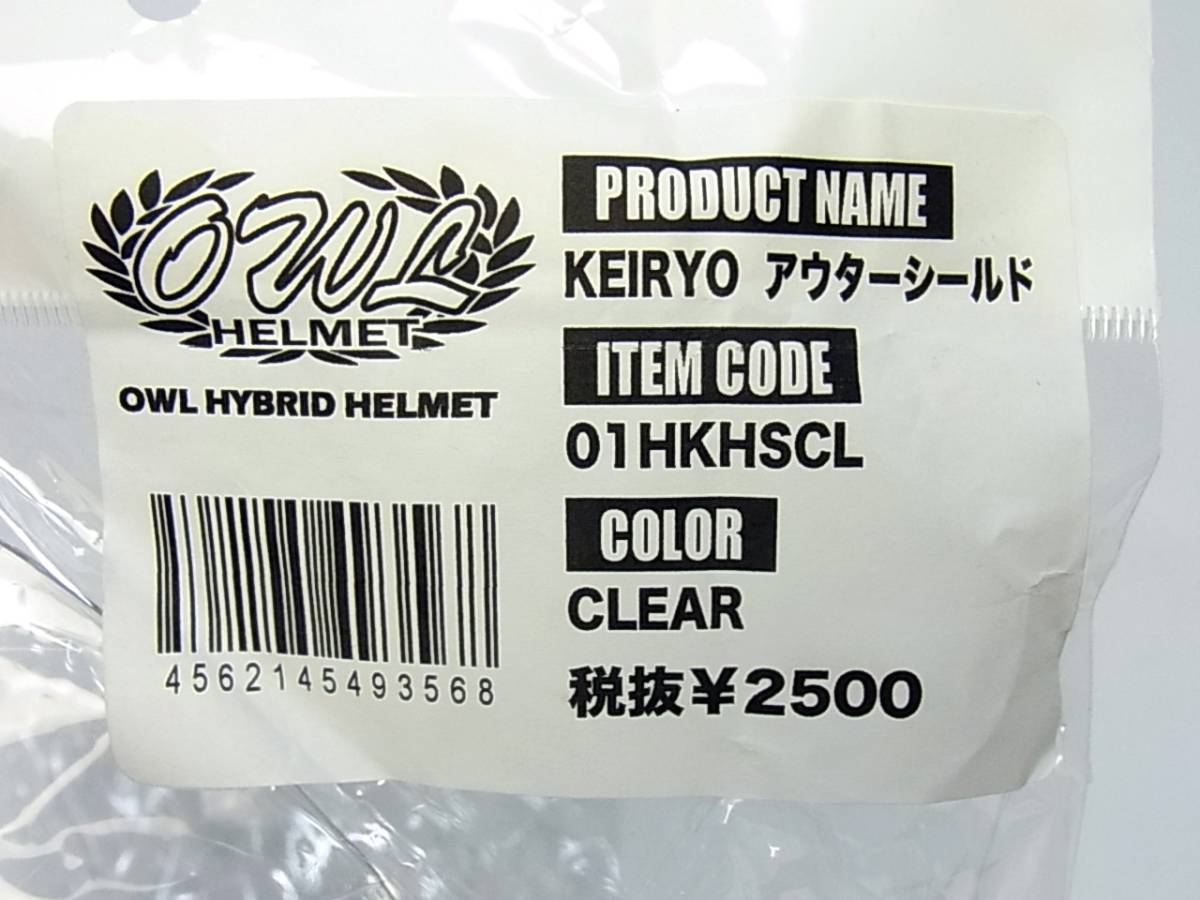 OWL
HELMET
OWL HYBRID HELMET
4562145493568
PRODUCT NAME
KEIRYO アウターシールド
ITEM CODE
01HKHSCL
COLOR
CLEAR
税抜¥2500